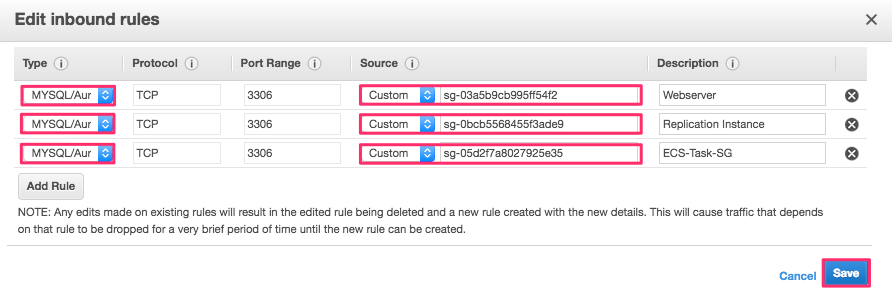 Edit inbound rules
Type Protocol Port Range Source Description
MYSQL/Aur TCP 3306 Custom sg-03a5b9cb995ff54f2 Webserver
MYSQL/Aur TCP 3306 Custom sg-0bcb5568455f3ade9 Replication Instance
MYSQL/Aur TCP 3306 Custom sg-05d2f7a8027925e35 ECS-Task-SG
Add Rule
NOTE: Any edits made on existing rules will result in the edited rule being deleted and a new rule created with the new details. This will cause traffic that depends
on that rule to be dropped for a very brief period of time until the new rule can be created.
Cancel Save